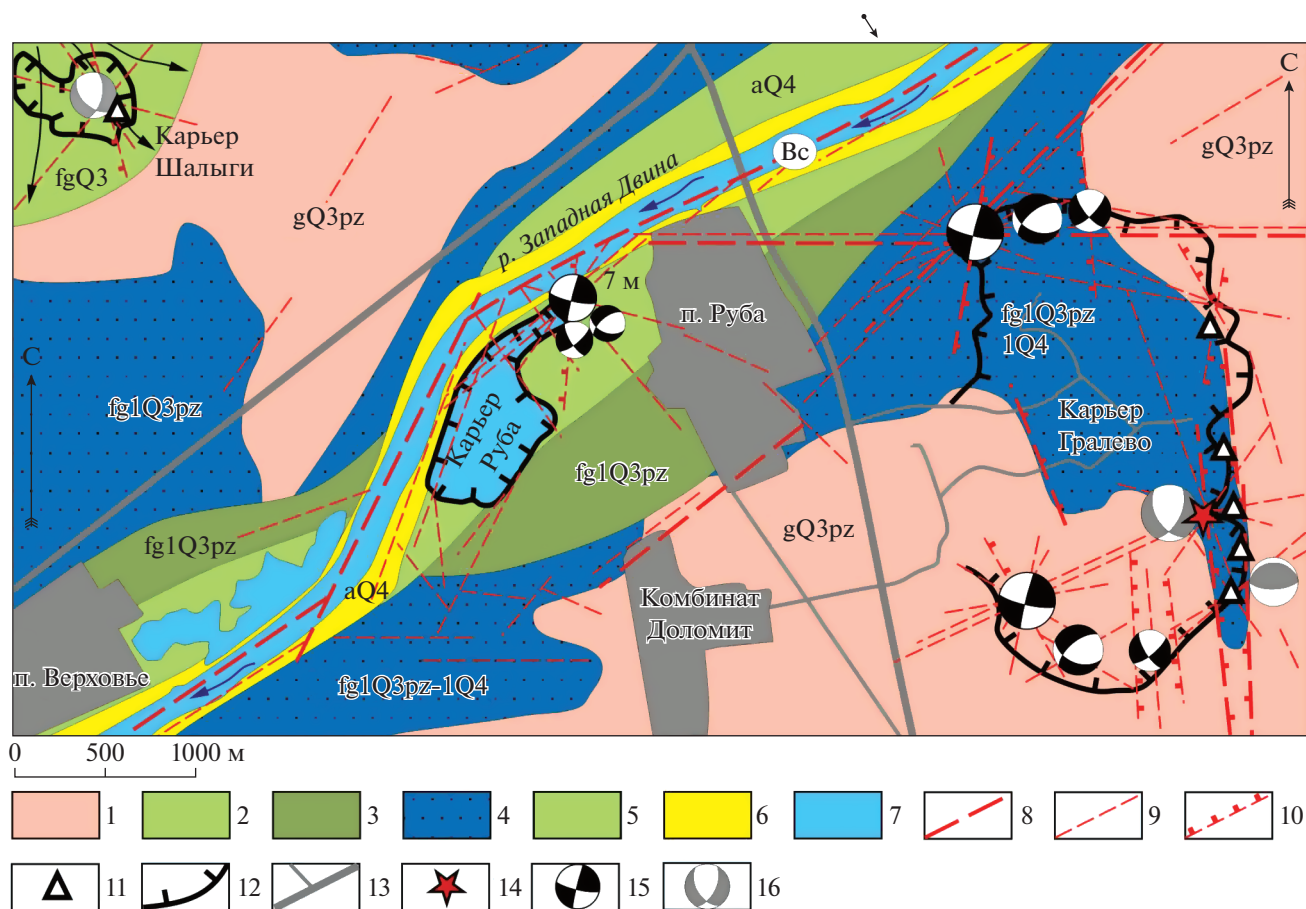 С
aQ4
С
Вс
gQ3pz
Карьер
Шалыги
fgQ3
р. Западная Двина
gQ3pz
7 м
п. Руба
fg1Q3pz
1Q4
fg1Q3pz
Карьер
Руба
Карьер
Гралево
fg1Q3pz
gQ3pz
fg1Q3pz
aQ4
Комбинат
Доломит
п. Верховье
fg1Q3pz-1Q4
0 500 1000 м
1 2 3 4 5 6 7 8 9 10
11 12 13 14 15 16